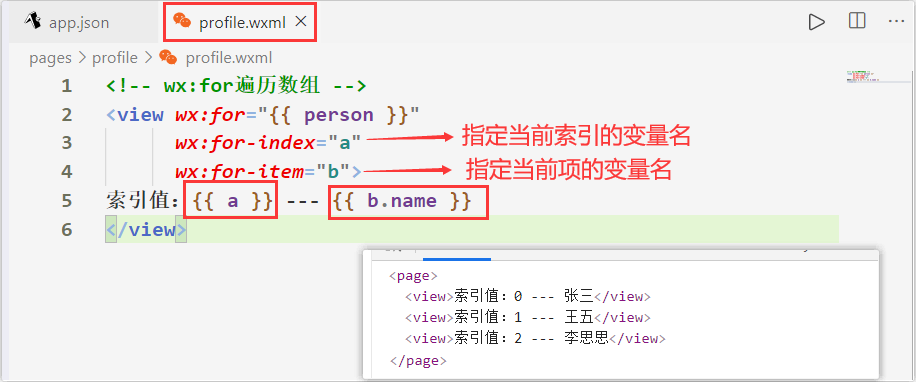 app.json
profile.wxml
pages > profile > profile.wxml
1 <!-- wx:for遍历数组 -->
2 <view wx:for="{{ person }}"
3 wx:for-index="a" 指定当前索引的变量名
4 wx:for-item="b"> 指定当前项的变量名
5 索引值：{{ a }} --- {{ b.name }}
6 </view>
<page>
<view>索引值：0 --- 张三</view>
<view>索引值：1 --- 王五</view>
<view>索引值：2 --- 李思思</view>
</page>